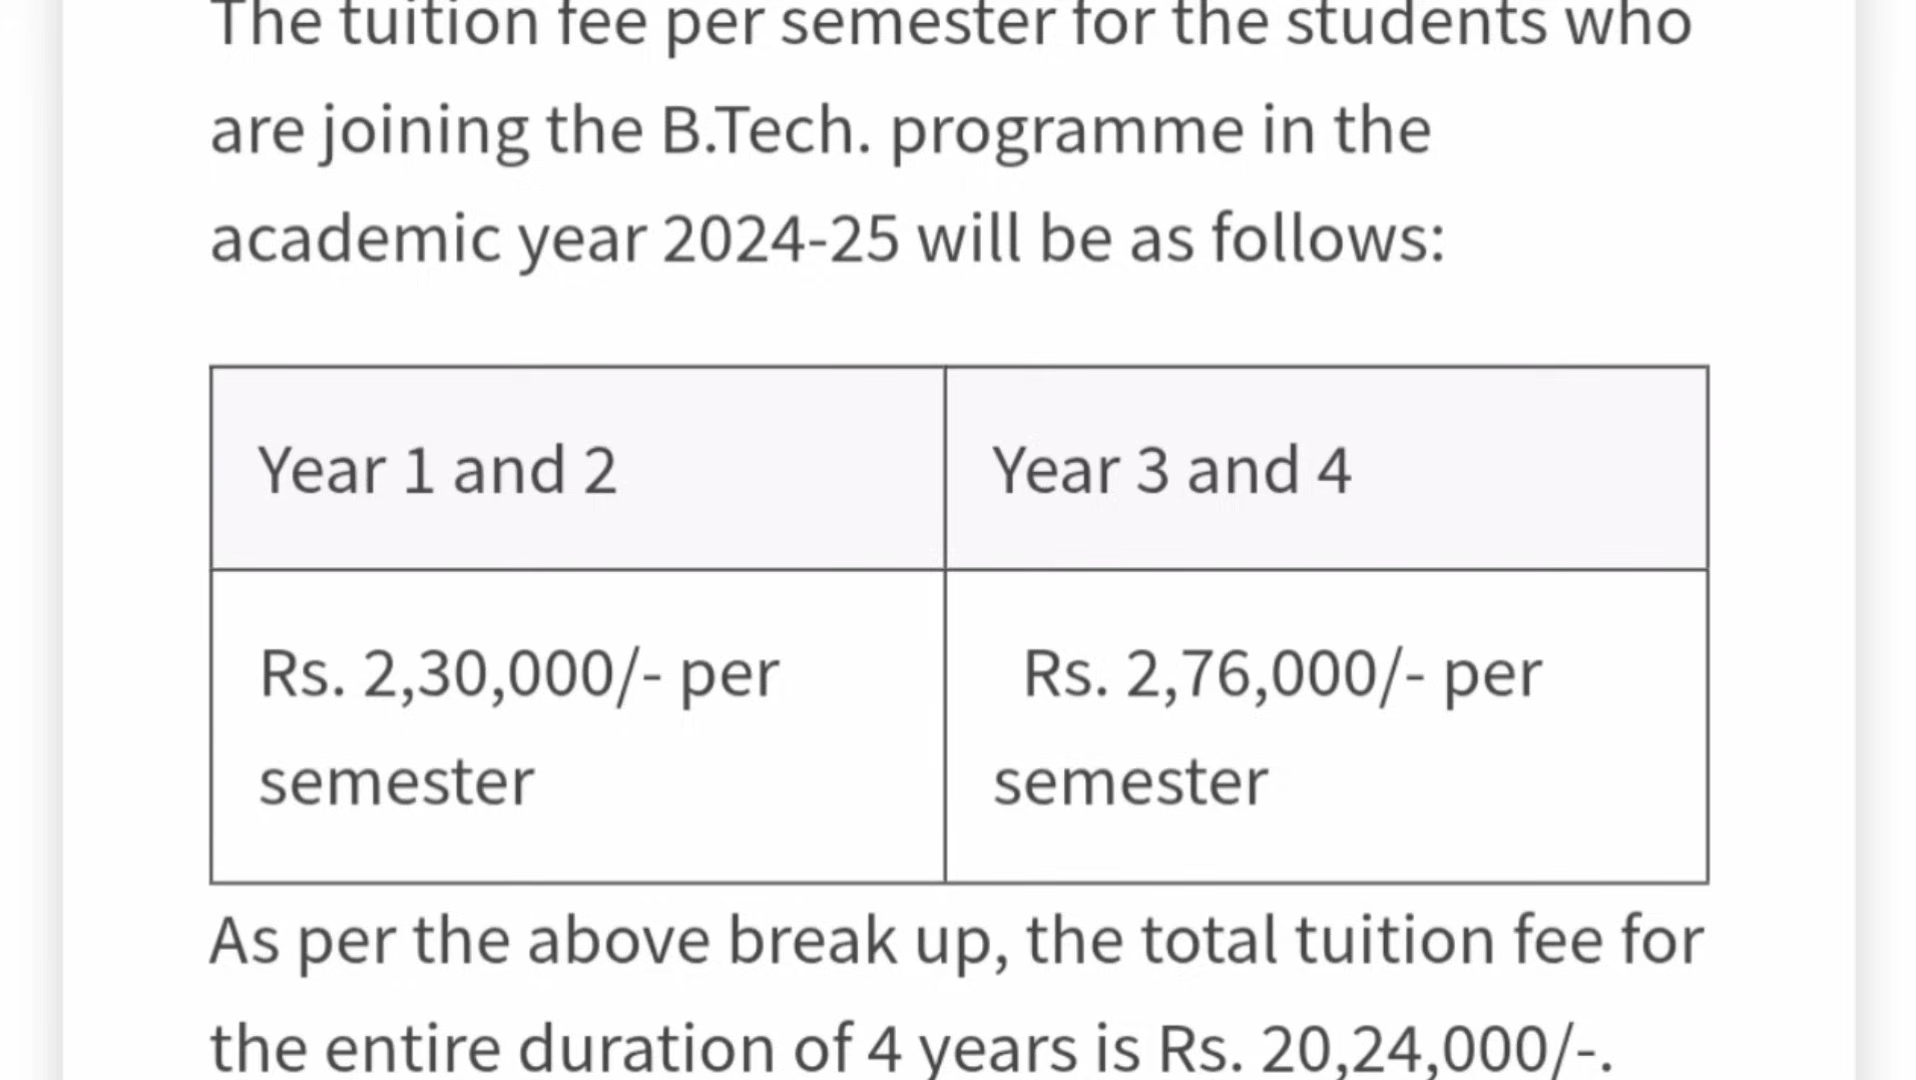 The tuition fee per semester for the students who
are joining the B.Tech. programme in the
academic year 2024-25 will be as follows:
Year 1 and 2
Year 3 and 4
Rs. 2,30,000/- per
semester
Rs. 2,76,000/- per
semester
As per the above break up, the total tuition fee for
the entire duration of 4 years is Rs. 20,24,000/-.